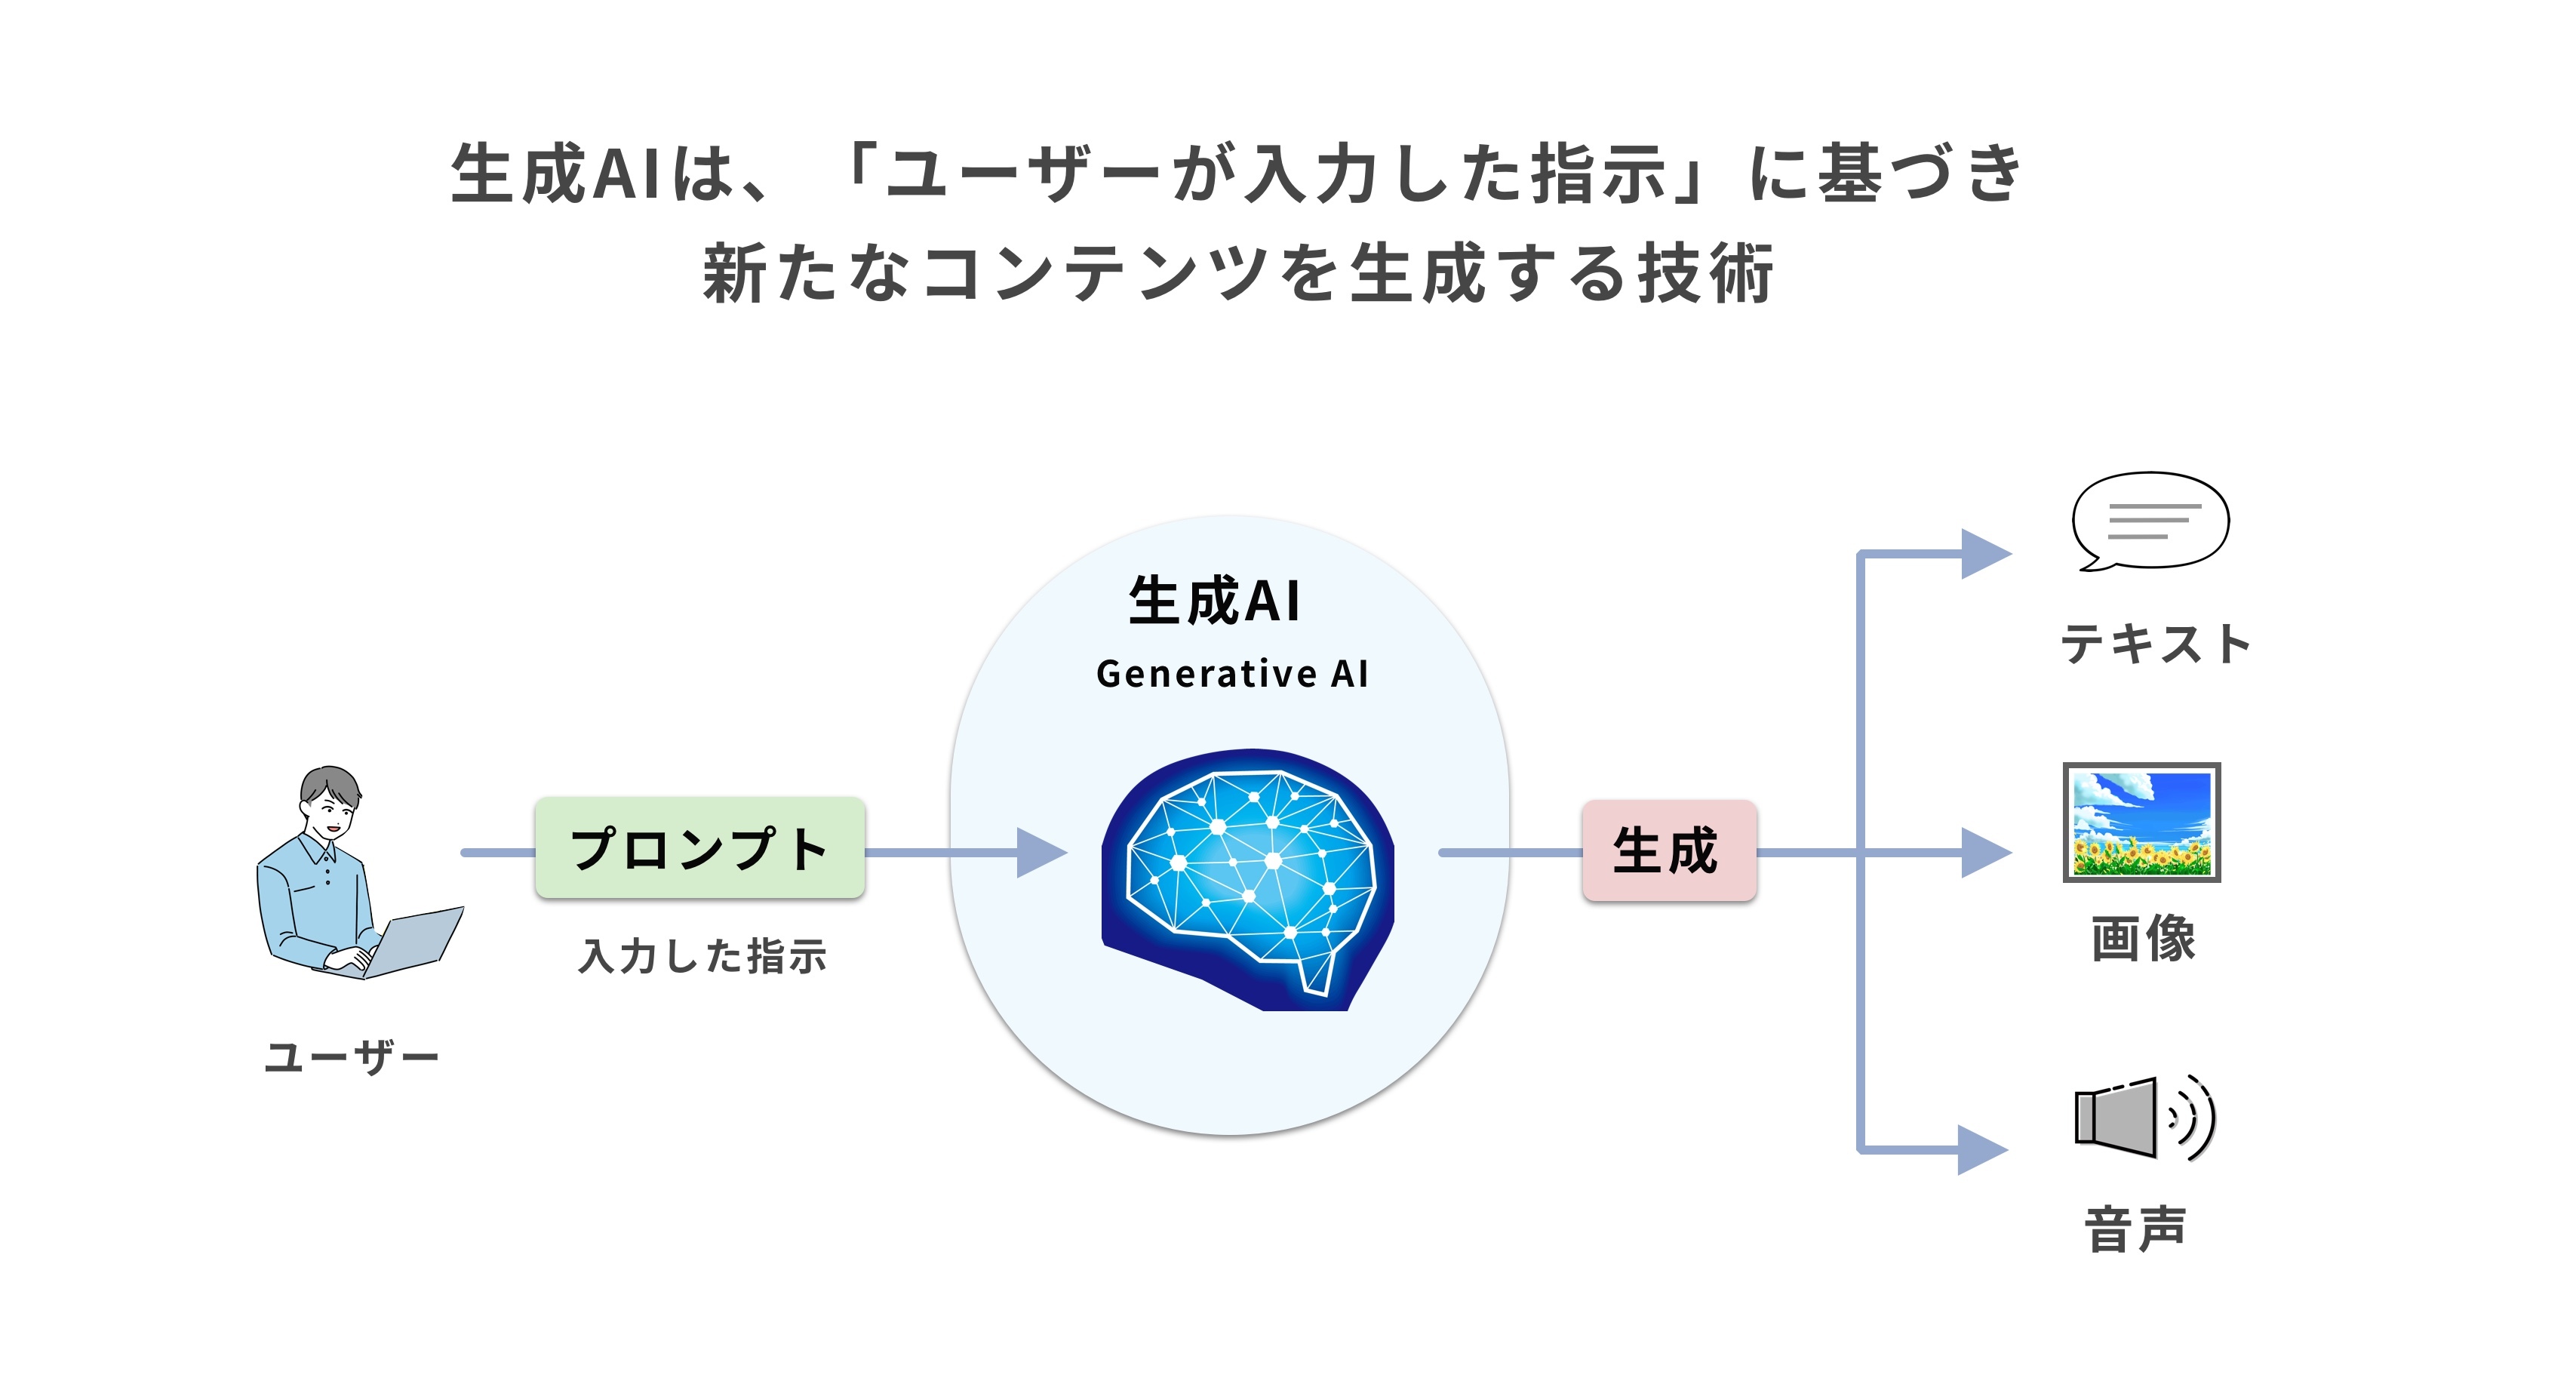 生成AIは、「ユーザーが入力した指示」に基づき
新たなコンテンツを生成する技術
生成AI
Generative AI
プロンプト
入力した指示
ユーザー
生成
テキスト
画像
音声